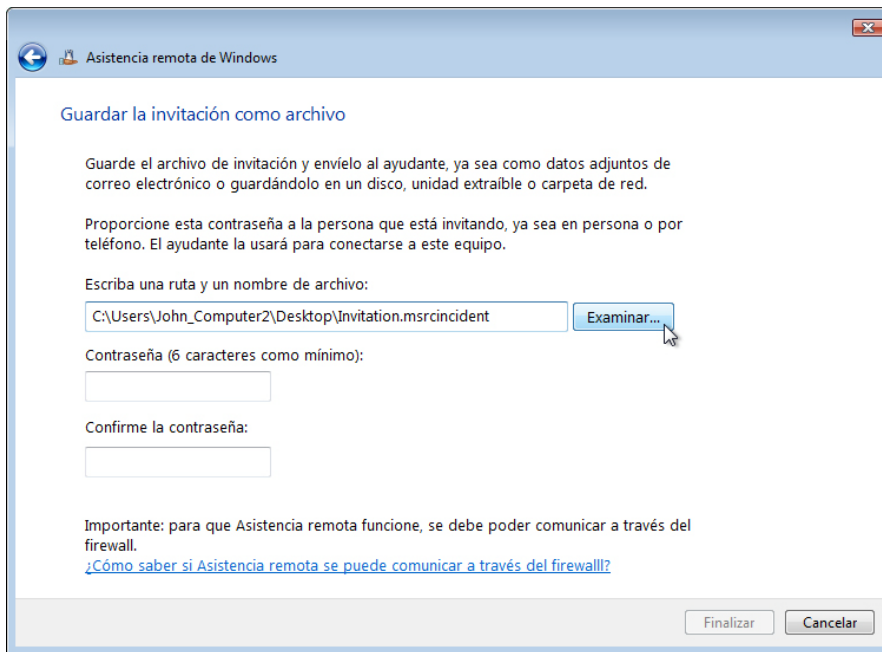 Asistencia remota de Windows
Guardar la invitación como archivo
Guarde el archivo de invitación y envíelo al ayudante, ya sea como datos adjuntos de
correo electrónico o guardándolo en un disco, unidad extraíble o carpeta de red.
Proporcione esta contraseña a la persona que está invitando, ya sea en persona o por
teléfono. El ayudante la usará para conectarse a este equipo.
Escriba una ruta y un nombre de archivo:
C:\Users\John_Computer2\Desktop\Invitation.msrcincident
Examinar...
Contraseña (6 caracteres como mínimo):
Confirme la contraseña:
Importante: para que Asistencia remota funcione, se debe poder comunicar a través del
firewall.
¿Cómo saber si Asistencia remota se puede comunicar a través del firewalll?
Finalizar
Cancelar